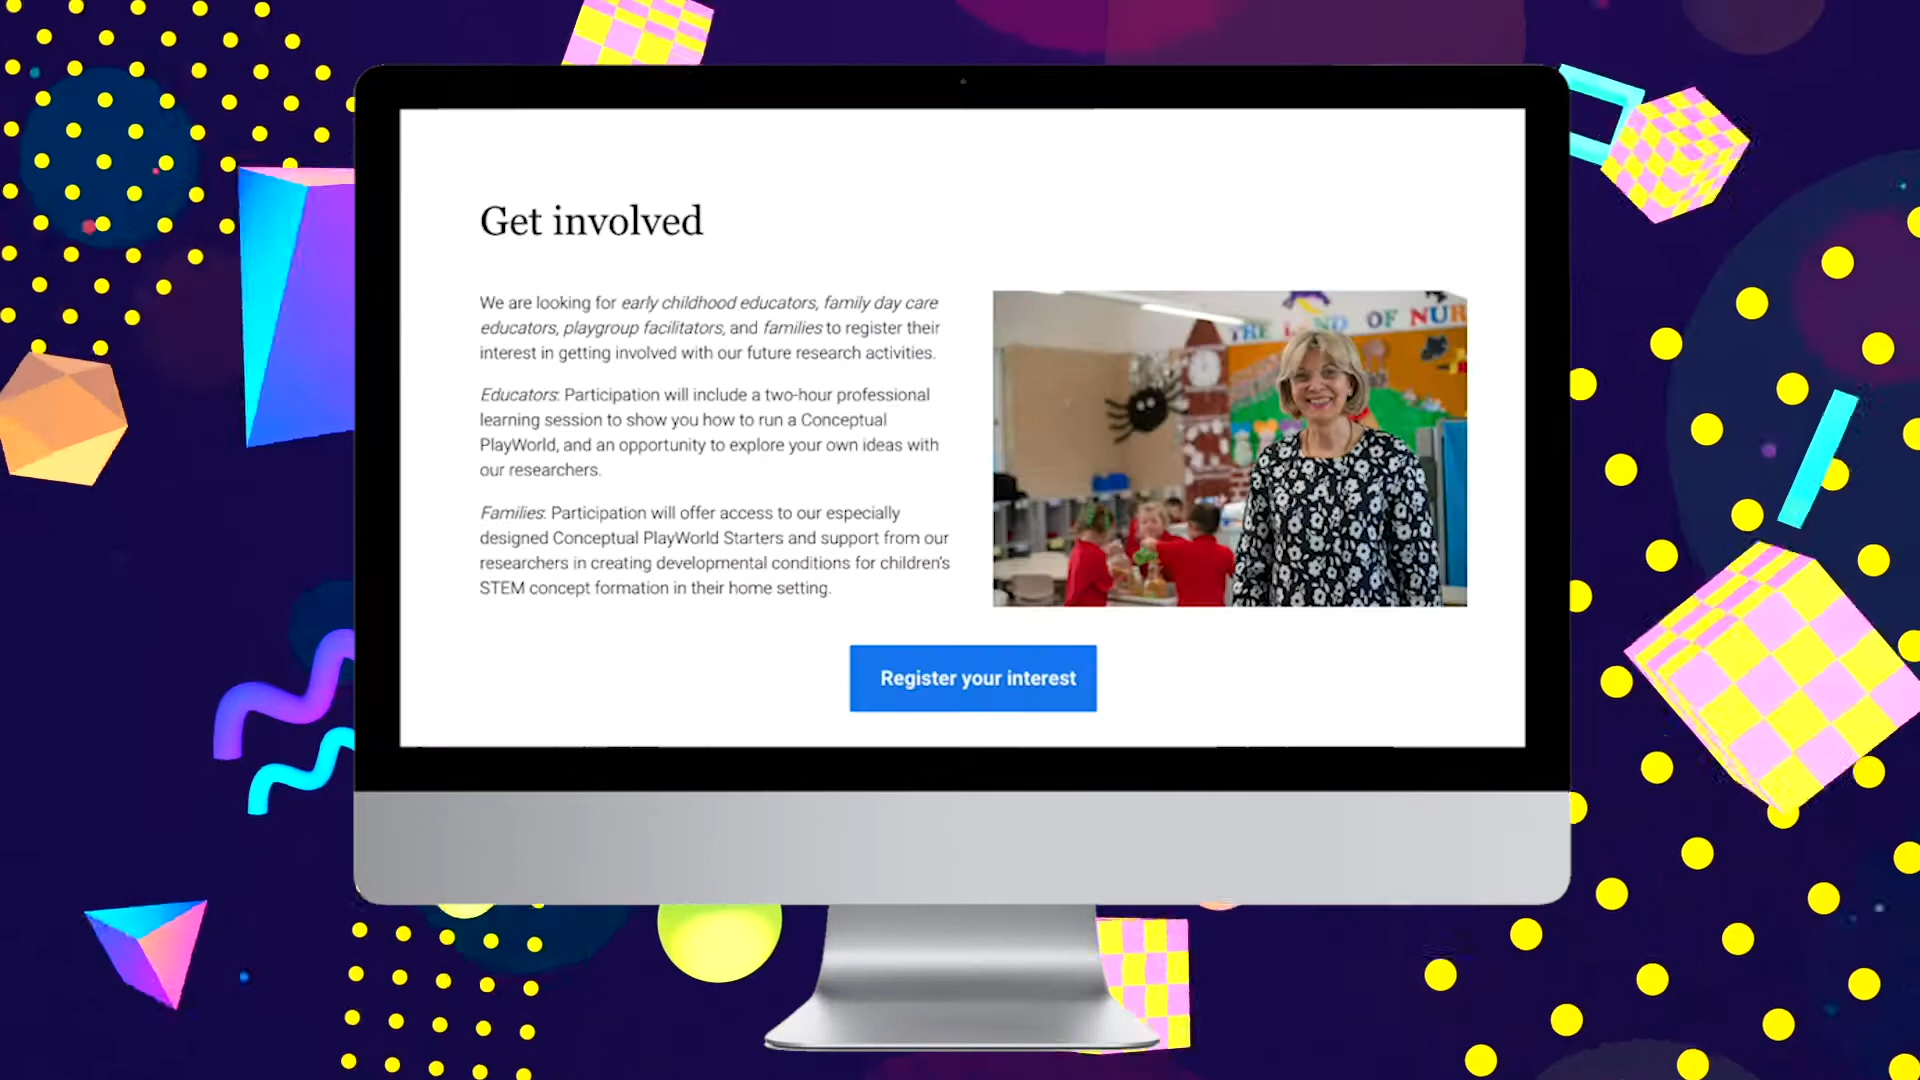 Get involved
We are looking for early childhood educators, family day care
educators, playgroup facilitators, and families to register their
interest in getting involved with our future research activities.
Educators: Participation will include a two-hour professional
learning session to show you how to run a Conceptual
PlayWorld, and an opportunity to explore your own ideas with
our researchers.
Families: Participation will offer access to our especially
designed Conceptual PlayWorld Starters and support from our
researchers in creating developmental conditions for children's
STEM concept formation in their home setting.
THE LAND OF NUR
Register your interest